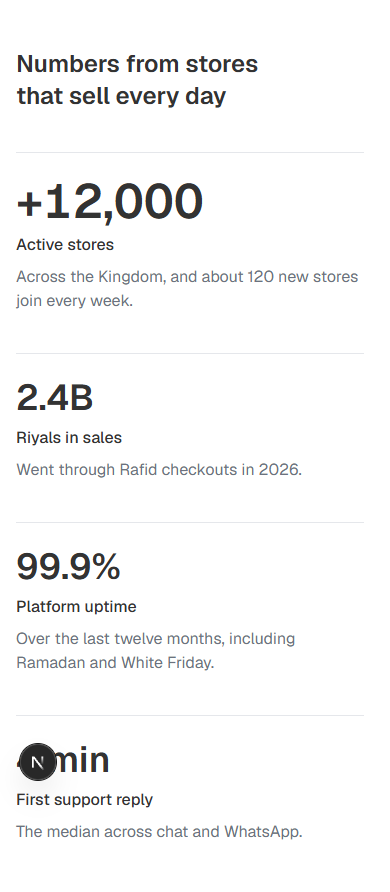 Numbers from stores
that sell every day
+12,000
Active stores
Across the Kingdom, and about 120 new stores
join every week.
2.4B
Riyals in sales
Went through Rafid checkouts in 2026.
99.9%
Platform uptime
Over the last twelve months, including
Ramadan and White Friday.
N
min
First support reply
The median across chat and WhatsApp.